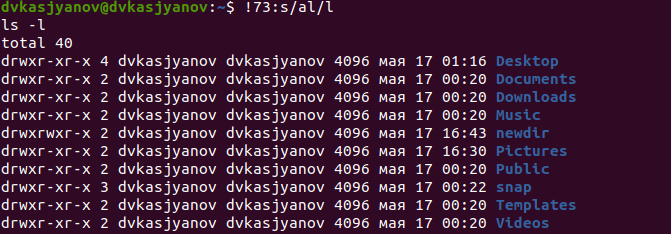 dvkasjyanov@dvkasjyanov:~$ !73:s/al/l
ls -l
total 40
drwxr-xr-x 4 dvkasjyanov dvkasjyanov 4096 мая 17 01:16 Desktop
drwxr-xr-x 2 dvkasjyanov dvkasjyanov 4096 мая 17 00:20 Documents
drwxr-xr-x 2 dvkasjyanov dvkasjyanov 4096 мая 17 00:20 Downloads
drwxr-xr-x 2 dvkasjyanov dvkasjyanov 4096 мая 17 00:20 Music
drwxrwxr-x 2 dvkasjyanov dvkasjyanov 4096 мая 17 16:43 newdir
drwxr-xr-x 2 dvkasjyanov dvkasjyanov 4096 мая 17 16:30 Pictures
drwxr-xr-x 2 dvkasjyanov dvkasjyanov 4096 мая 17 00:20 Public
drwxr-xr-x 3 dvkasjyanov dvkasjyanov 4096 мая 17 00:22 snap
drwxr-xr-x 2 dvkasjyanov dvkasjyanov 4096 мая 17 00:20 Templates
drwxr-xr-x 2 dvkasjyanov dvkasjyanov 4096 мая 17 00:20 Videos